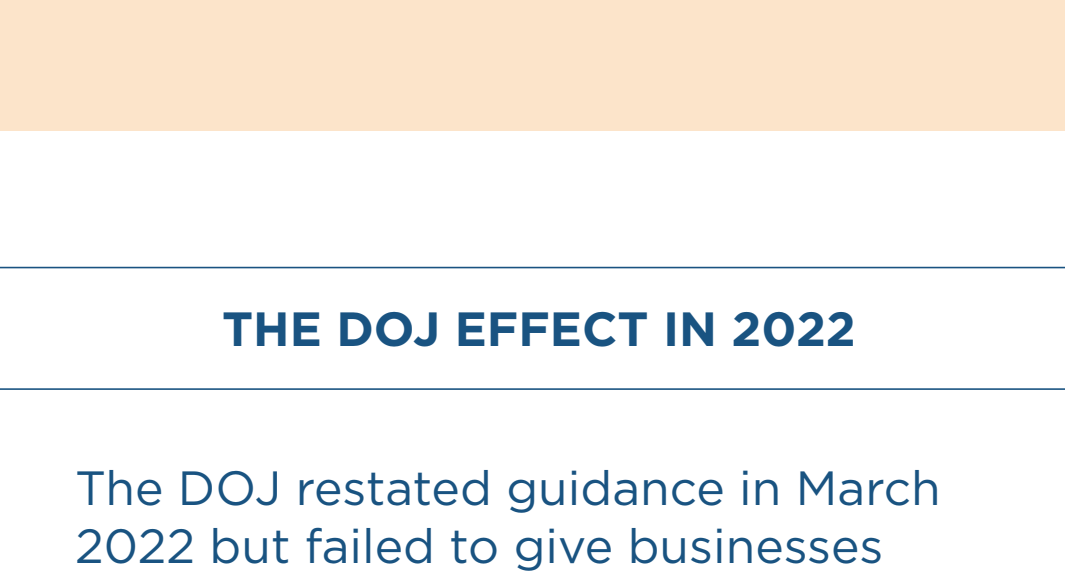 THE DOJ EFFECT IN 2022
The DOJ restated guidance in March
2022 but failed to give businesses